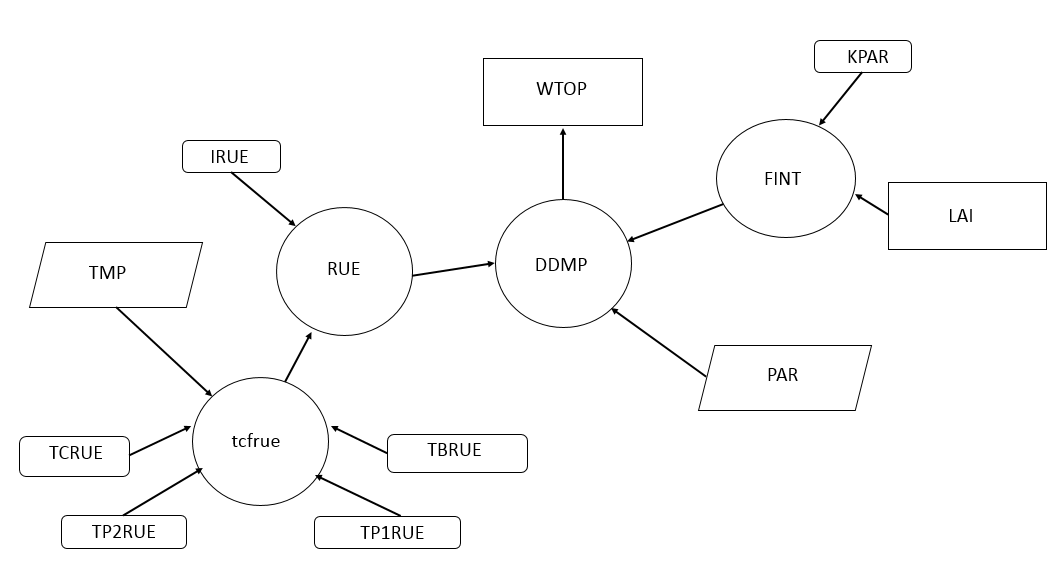 KPAR
WTOP
IRUE
FINT
LAI
RUE
DDMP
TMP
PAR
tcfrue
TCRUE
TBRUE
TP2RUE
TP1RUE